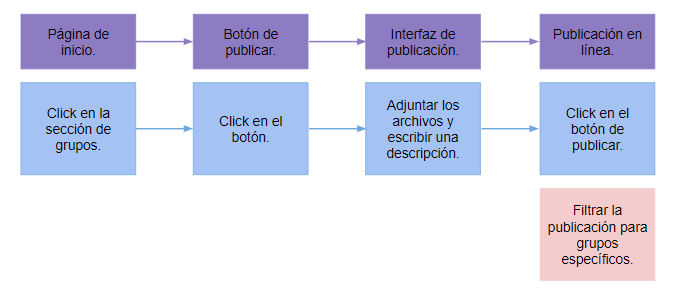 Página de
inicio.
Botón de
publicar.
Interfaz de
publicación.
Publicación en
línea.
Click en la
sección de
grupos.
Click en el
botón.
Adjuntar los
archivos y
escribir una
descripción.
Click en el
botón de
publicar.
Filtrar la
publicación para
grupos
específicos.